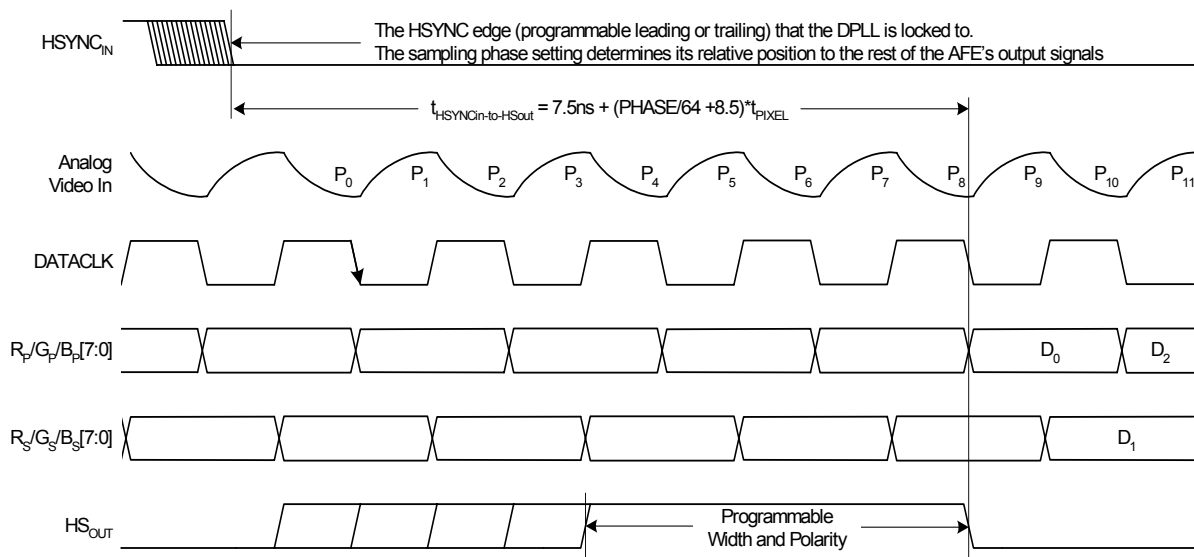 HSYNC_IN
The HSYNC edge (programmable leading or trailing) that the DPLL is locked to.
The sampling phase setting determines its relative position to the rest of the AFE's output signals
t_HSYNCin-to-HSout = 7.5ns + (PHASE/64 +8.5)*t_PIXEL
Analog
Video In
P_0 P_1 P_2 P_3 P_4 P_5 P_6 P_7 P_8 P_9 P_10 P_11
DATACLK
R_P/G_P/B_P[7:0]
D_0 D_2
R_S/G_S/B_S[7:0]
D_1
HS_OUT
Programmable
Width and Polarity